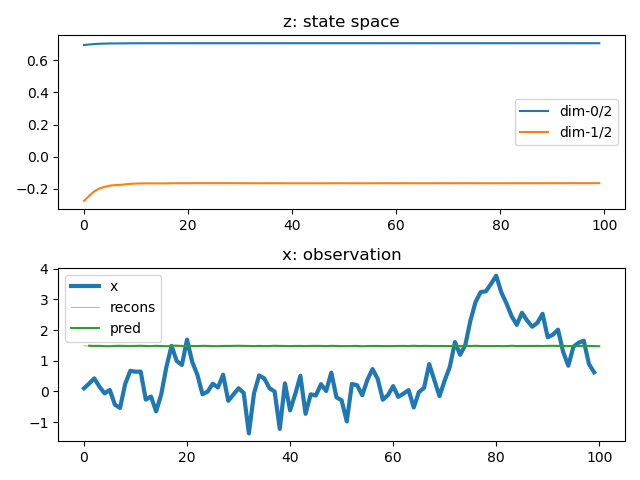 z: state space
0.6
0.4
0.2
0.0
−0.2
dim-0/2
dim-1/2
0 20 40 60 80 100
x: observation
4
3
2
1
0
−1
x
recons
pred
0 20 40 60 80 100